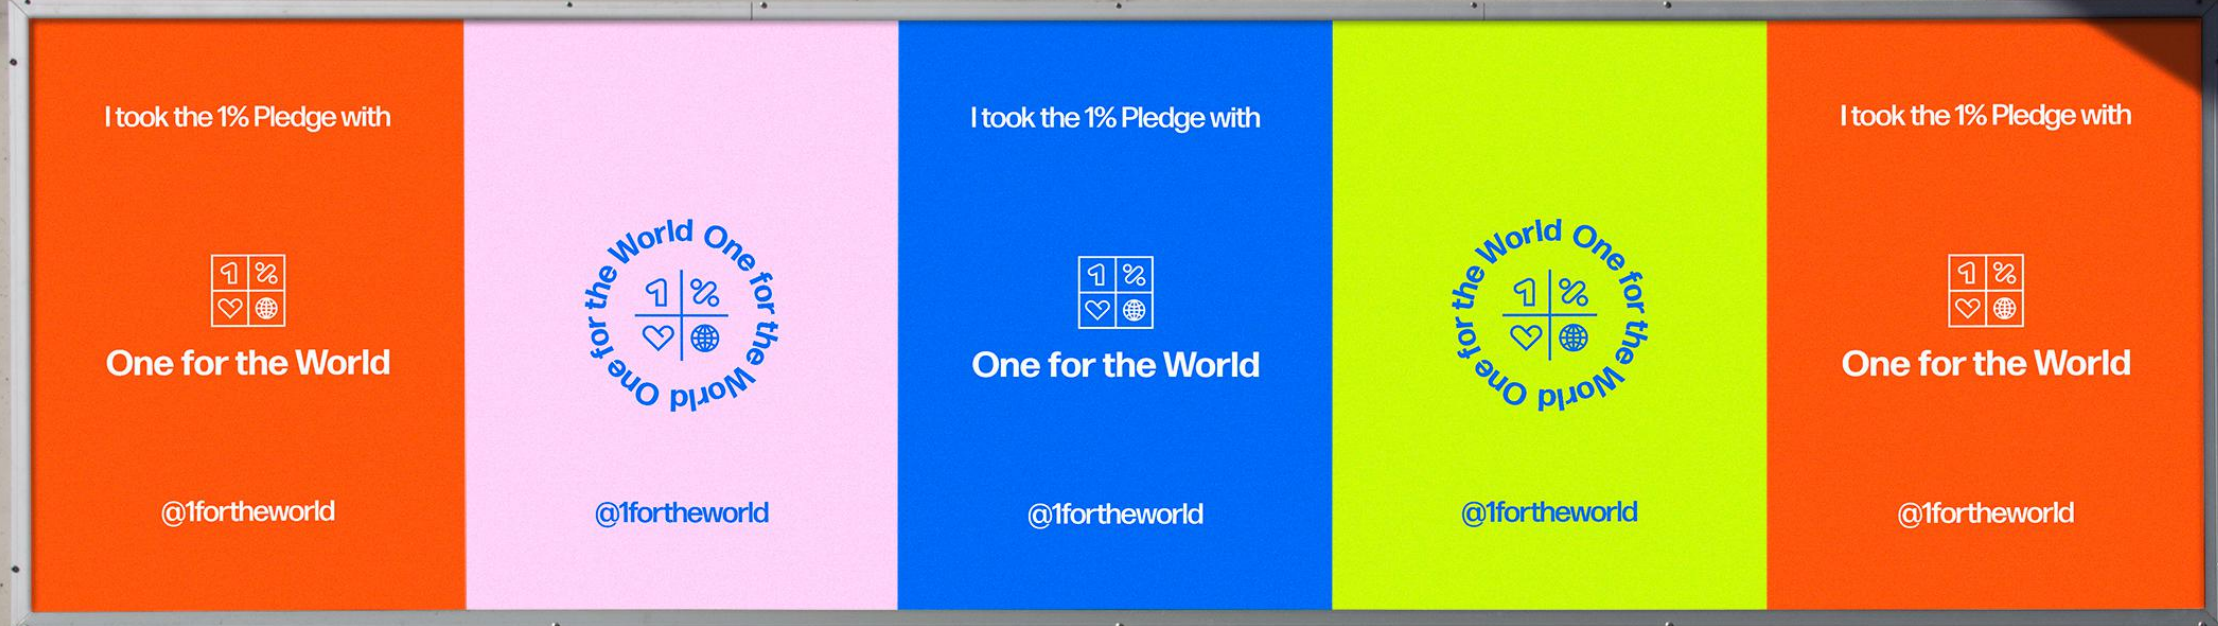 I took the 1% Pledge with
1 %
One for the World
@1fortheworld
One for the World One for the World
1 %
@1fortheworld
I took the 1% Pledge with
1 %
One for the World
@1fortheworld
One for the World One for the World
1 %
@1fortheworld
I took the 1% Pledge with
1 %
One for the World
@1fortheworld